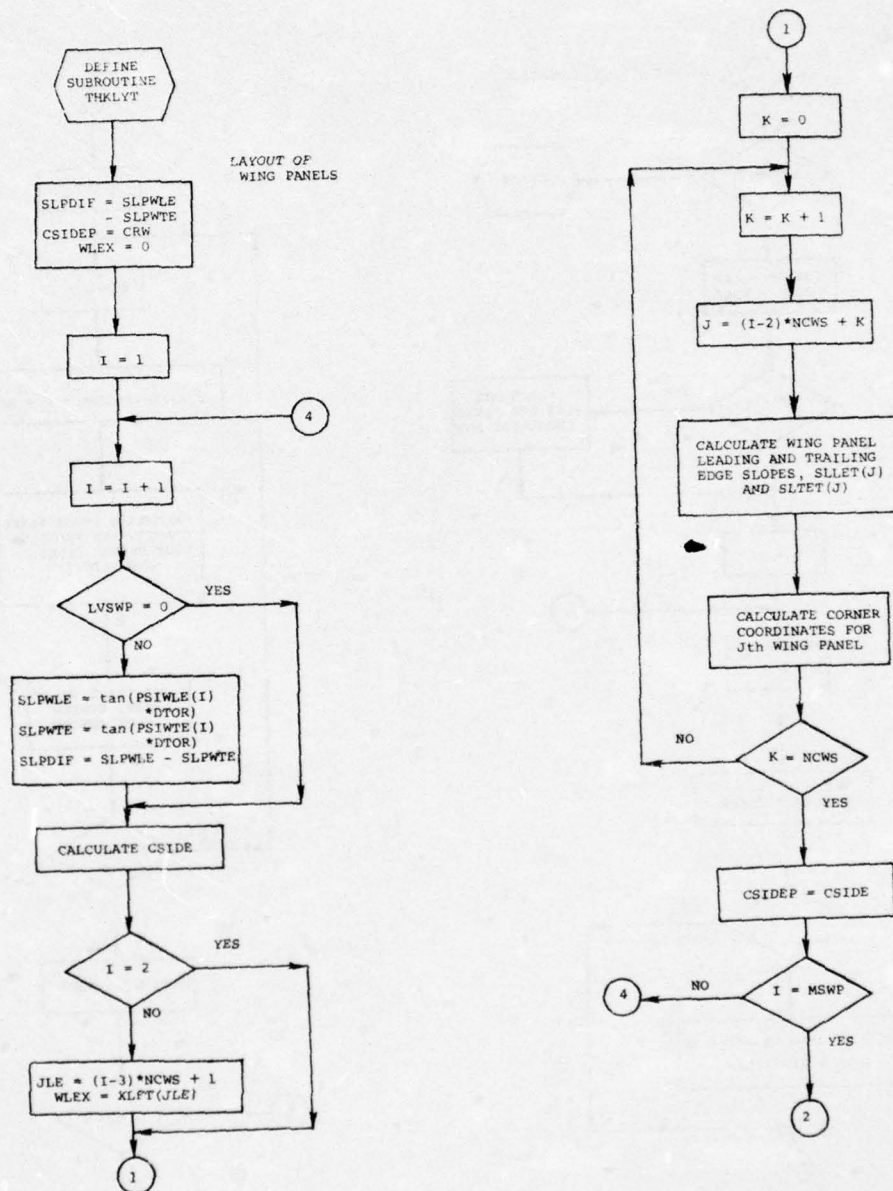 DEFINE
SUBROUTINE
THKLYT
LAYOUT OF
WING PANELS
SLPDIF = SLPWLE
- SLPWTE
CSIDEP = CRW
WLEX = 0
I = 1
4
I = I + 1
LVSWP = 0
YES
NO
SLPWLE = tan(PSIWLE(I)
*DTOR)
SLPWTE = tan(PSIWTE(I)
*DTOR)
SLPDIF = SLPWLE - SLPWTE
CALCULATE CSIDE
I = 2
YES
NO
JLE = (I-3)*NCWS + 1
WLEX = XLFT(JLE)
1
1
K = 0
K = K + 1
J = (I-2)*NCWS + K
CALCULATE WING PANEL
LEADING AND TRAILING
EDGE SLOPES, SLLET(J)
AND SLTET(J)
CALCULATE CORNER
COORDINATES FOR
Jth WING PANEL
NO
K = NCWS
YES
CSIDEP = CSIDE
4
NO
I = MSWP
YES
2